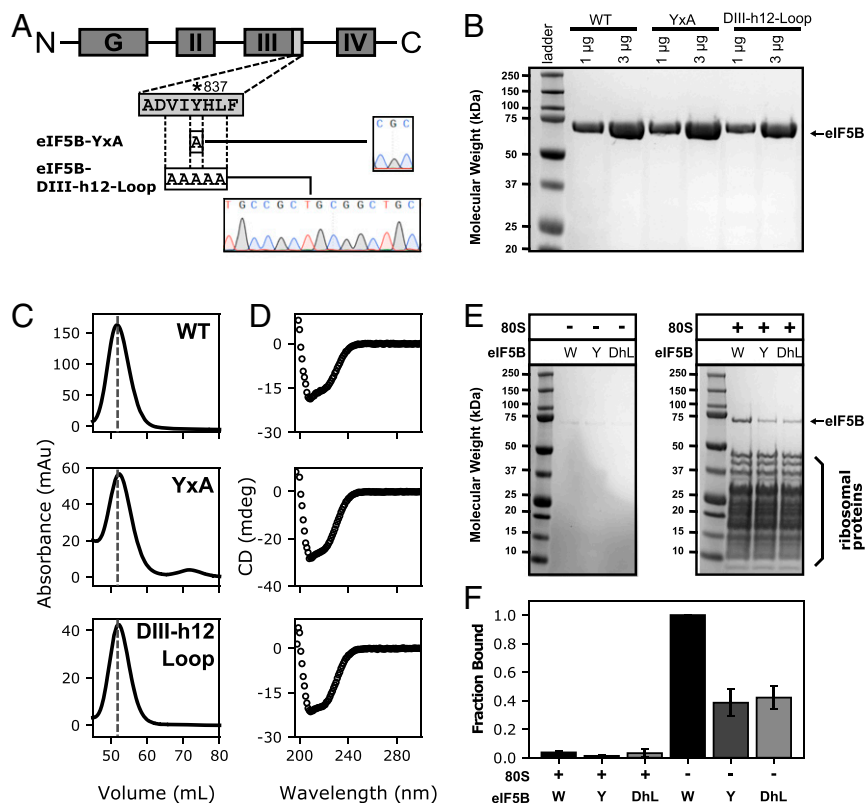 A
N G II III IV C
*837
ADVIYHLF
eIF5B-YxA
A
C G C
eIF5B-
DIII-h12-Loop
AAAAA
T G C C G C T G C G G C T G C
B
ladder
WT YxA DIII-h12-Loop
1 µg 3 µg 1 µg 3 µg 1 µg 3 µg
Molecular Weight (kDa)
250
150
100
75
50
37
25
20
eIF5B
C
WT
150
100
50
0
YxA
60
40
20
0
DIII-h12
Loop
40
20
0
50 60 70 80
Absorbance (mAu)
Volume (mL)
D
0
-15
-30
0
-20
-40
0
-15
-30
200 240 280
CD (mdeg)
Wavelength (nm)
E
80S - - -
eIF5B W Y DhL
Molecular Weight (kDa)
250
150
100
75
50
37
25
20
15
10
80S + + +
eIF5B W Y DhL
250
150
100
75
50
37
25
20
15
10
eIF5B
ribosomal
proteins
F
Fraction Bound
1.0
0.8
0.6
0.4
0.2
0.0
80S + + + - - -
eIF5B W Y DhL W Y DhL